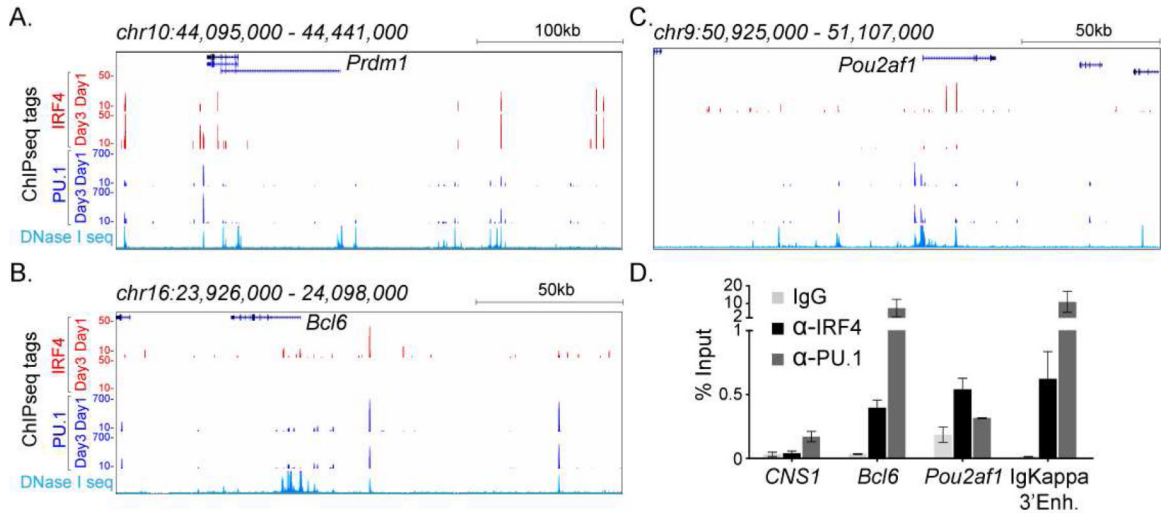 A.
chr10:44,095,000 - 44,441,000
100kb
Prdm1
ChIPseq tags
IRF4
Day1
Day3
50-
10-
50-
10-
PU.1
Day1
Day3
700-
10-
700-
10-
DNase I seq
B.
chr16:23,926,000 - 24,098,000
50kb
Bcl6
ChIPseq tags
IRF4
Day1
Day3
50-
10-
50-
10-
PU.1
Day1
Day3
700-
10-
700-
10-
DNase I seq
C.
chr9:50,925,000 - 51,107,000
50kb
Pou2af1
D.
% Input
20
10
2
1
0.5
0
IgG
α-IRF4
α-PU.1
CNS1
Bcl6
Pou2af1
IgKappa
3'Enh.